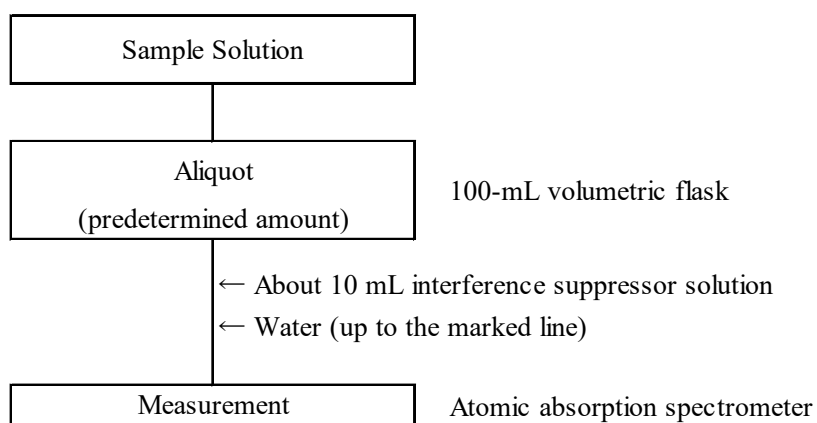 Sample Solution
Aliquot
(predetermined amount)
100-mL volumetric flask
← About 10 mL interference suppressor solution
← Water (up to the marked line)
Measurement
Atomic absorption spectrometer